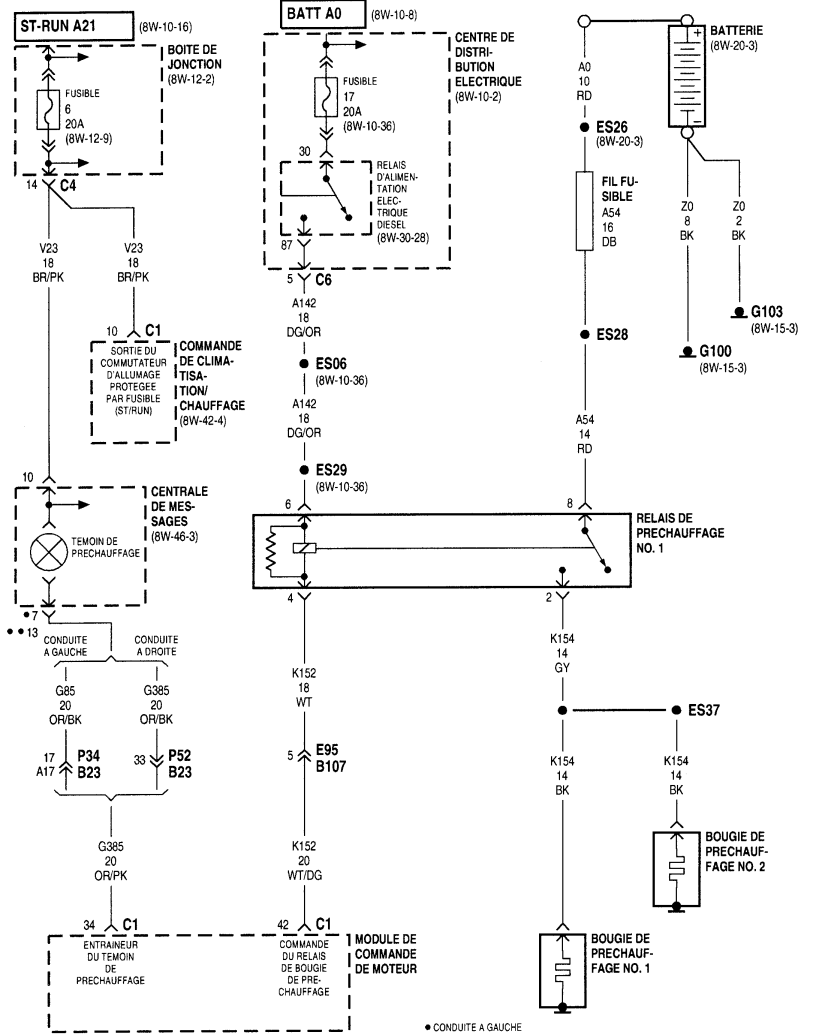 ST-RUN A21
(8W-10-16)
BOITE DE
JONCTION
(8W-12-2)
FUSIBLE
6
20A
(8W-12-9)
14
C4
V23
18
BR/PK
V23
18
BR/PK
10
C1
SORTIE DU
COMMUTATEUR
D'ALLUMAGE
PROTEGEE
PAR FUSIBLE
(ST/RUN)
COMMANDE
DE CLIMA-
TISA-
TION/
CHAUFFAGE
(8W-42-4)
10
CENTRALE
DE MES-
SAGES
(8W-46-3)
TEMOIN DE
PRECHAUFFAGE
• 7
• • 13
CONDUITE
A GAUCHE
CONDUITE
A DROITE
G85
20
OR/BK
G385
20
OR/BK
17
A17
P34
B23
33
P52
B23
G385
20
OR/PK
34
C1
ENTRAINEUR
DU TEMOIN
DE
PRECHAUFFAGE
BATT A0
(8W-10-8)
CENTRE DE
DISTRI-
BUTION
ELECTRIQUE
(8W-10-2)
FUSIBLE
17
20A
(8W-10-36)
30
RELAIS
D'ALIMEN-
TATION
ELEC-
TRIQUE
DIESEL
(8W-30-28)
87
5
C6
A142
18
DG/OR
ES06
(8W-10-36)
A142
18
DG/OR
ES29
(8W-10-36)
6
8
RELAIS DE
PRECHAUFFAGE
NO. 1
4
2
K152
18
WT
5
E95
B107
K152
20
WT/DG
42
C1
COMMANDE
DU RELAIS
DE BOUGIE
DE PRE-
CHAUFFAGE
MODULE DE
COMMANDE
DE MOTEUR
A0
10
RD
ES26
(8W-20-3)
FIL FU-
SIBLE
A54
16
DB
ES28
A54
14
RD
+
−
BATTERIE
(8W-20-3)
Z0
8
BK
Z0
2
BK
G103
(8W-15-3)
G100
(8W-15-3)
K154
14
GY
ES37
K154
14
BK
K154
14
BK
BOUGIE DE
PRECHAUF-
FAGE NO. 2
BOUGIE DE
PRECHAUF-
FAGE NO. 1
• CONDUITE A GAUCHE